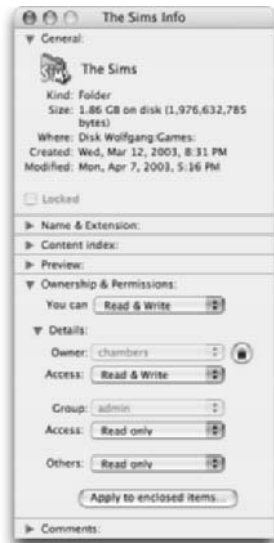 The Sims Info
General:
The Sims
Kind: Folder
Size: 1.86 GB on disk (1,976,632,785
bytes)
Where: Disk Wolfgang:Games:
Created: Wed, Mar 12, 2003, 8:31 PM
Modified: Mon, Apr 7, 2003, 5:16 PM
Locked
Name & Extension:
Content index:
Preview:
Ownership & Permissions:
You can Read & Write
Details:
Owner: chambers
Access: Read & Write
Group: admin
Access: Read only
Others: Read only
Apply to enclosed items...
Comments: